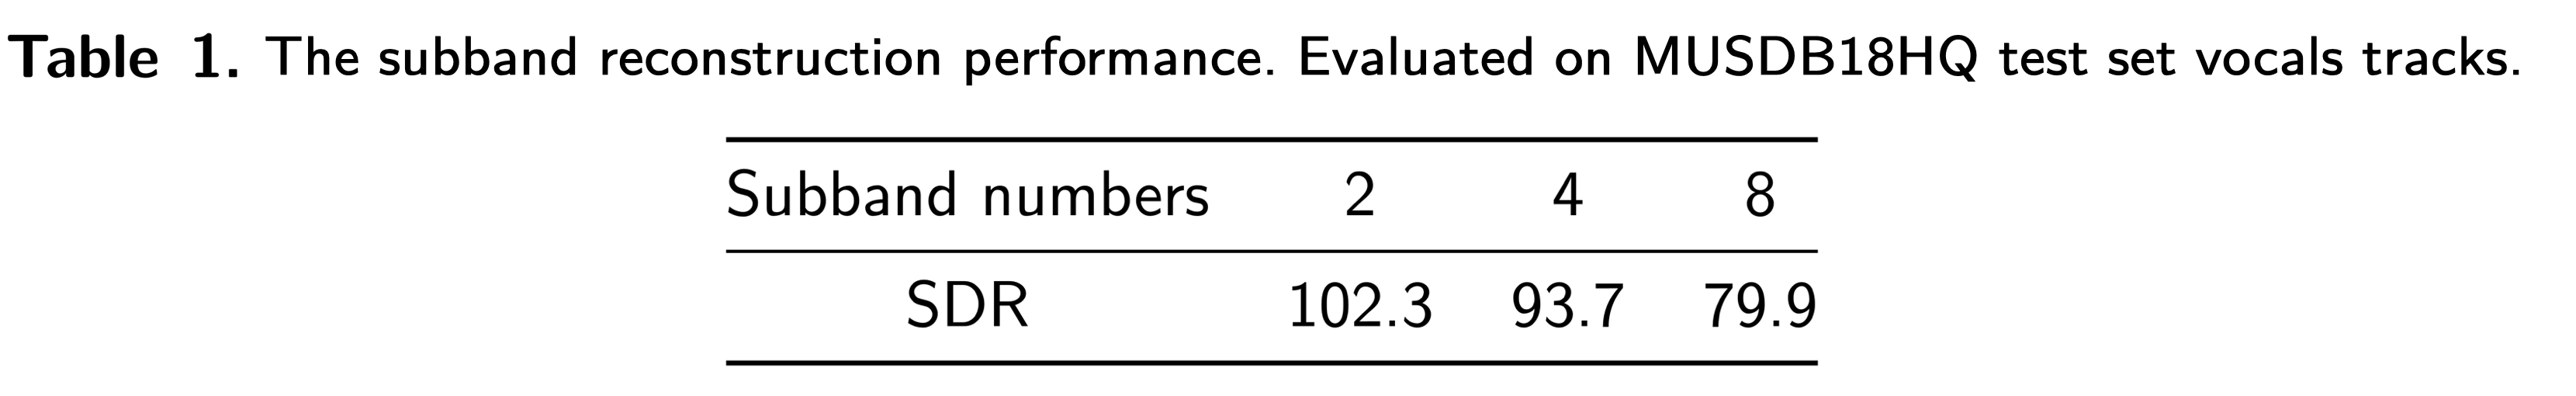 Table 1. The subband reconstruction performance. Evaluated on MUSDB18HQ test set vocals tracks.
Subband numbers 2 4 8
SDR 102.3 93.7 79.9